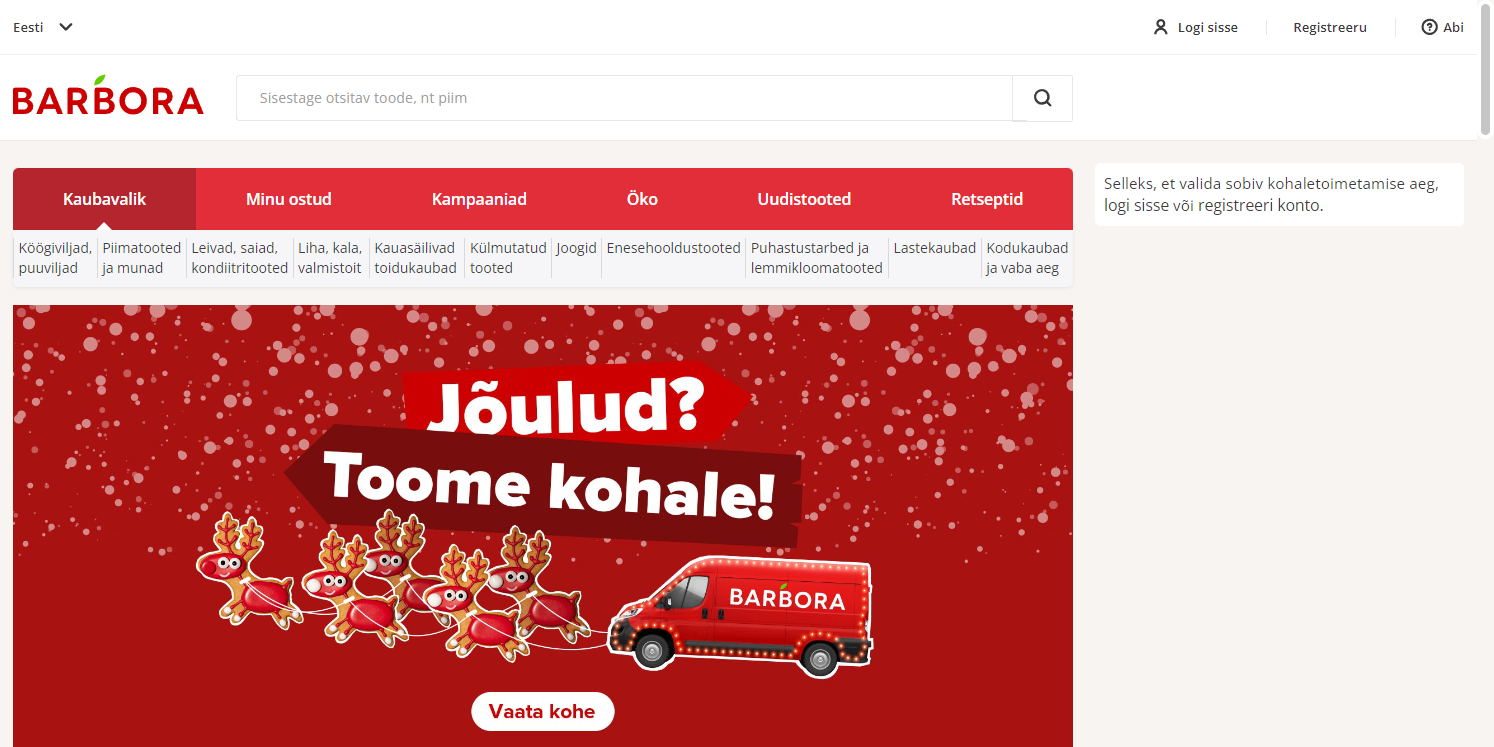 Eesti
Logi sisse
Registreeru
Abi
BARBORA
Sisestage otsitav toode, nt piim
Kaubavalik
Minu ostud
Kampaaniad
Öko
Uudistooted
Retseptid
Selleks, et valida sobiv kohaletoimetamise aeg,
logi sisse või registreeri konto.
Köögiviljad,
puuviljad
Piimatooted
ja munad
Leivad, saiad,
kondiitritooted
Liha, kala,
valmistoit
Kauasäilivad
toidukaubad
Külmutatud
tooted
Joogid
Enesehooldustooted
Puhastustarbed ja
lemmikloomatooted
Lastekaubad
Kodukaubad
ja vaba aeg
Jõulud?
Toome kohale!
BARBORA
Vaata kohe